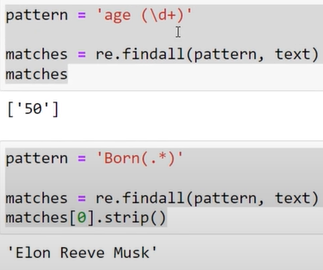 pattern = 'age (\d+)'
matches = re.findall(pattern, text)
matches
['50']
pattern = 'Born(.*)'
matches = re.findall(pattern, text)
matches[0].strip()
'Elon Reeve Musk'